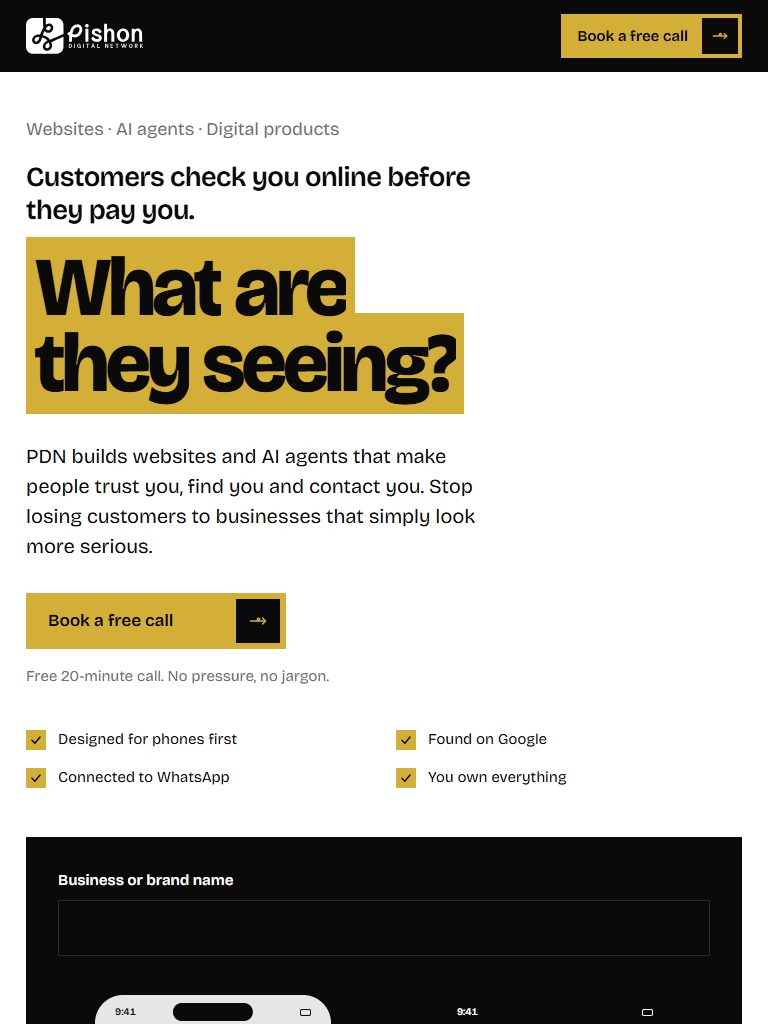 Pishon
DIGITAL NETWORK
Book a free call
Websites · AI agents · Digital products
Customers check you online before
they pay you.
What are
they seeing?
PDN builds websites and AI agents that make
people trust you, find you and contact you. Stop
losing customers to businesses that simply look
more serious.
Book a free call
Free 20-minute call. No pressure, no jargon.
Designed for phones first
Found on Google
Connected to WhatsApp
You own everything
Business or brand name
9:41
9:41